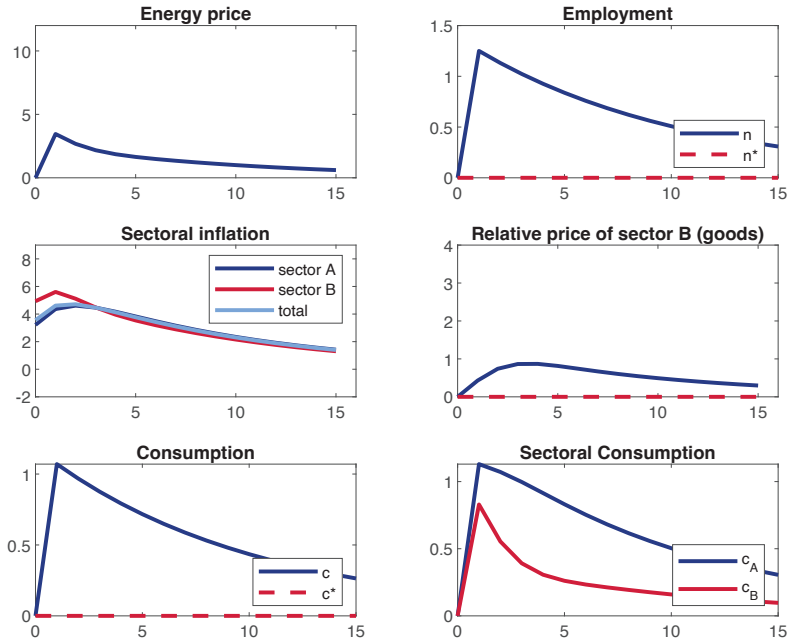 Energy price
10
5
0
0 5 10 15
Employment
1.5
1
0.5
0
0 5 10 15
n
n*
Sectoral inflation
8
6
4
2
0
-2
0 5 10 15
sector A
sector B
total
Relative price of sector B (goods)
4
3
2
1
0
0 5 10 15
Consumption
1
0.5
0
0 5 10 15
c
c*
Sectoral Consumption
1
0.5
0
0 5 10 15
c_A
c_B